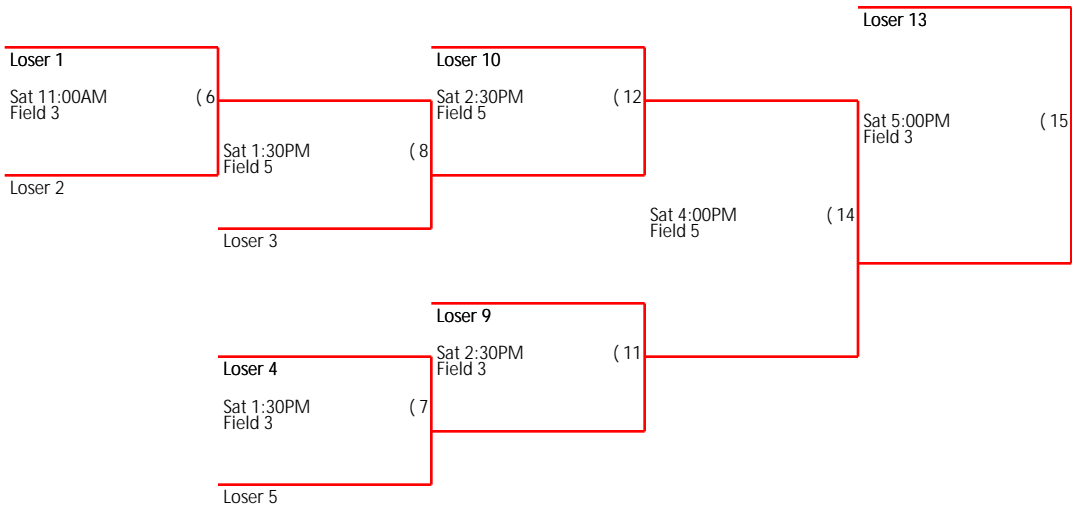 Loser 13
Loser 1
Loser 10
Sat 11:00AM
Field 3
( 6
Sat 2:30PM
Field 5
( 12
Sat 5:00PM
Field 3
( 15
Sat 1:30PM
Field 5
( 8
Loser 2
Sat 4:00PM
Field 5
( 14
Loser 3
Loser 9
Sat 2:30PM
Field 3
( 11
Loser 4
Sat 1:30PM
Field 3
( 7
Loser 5